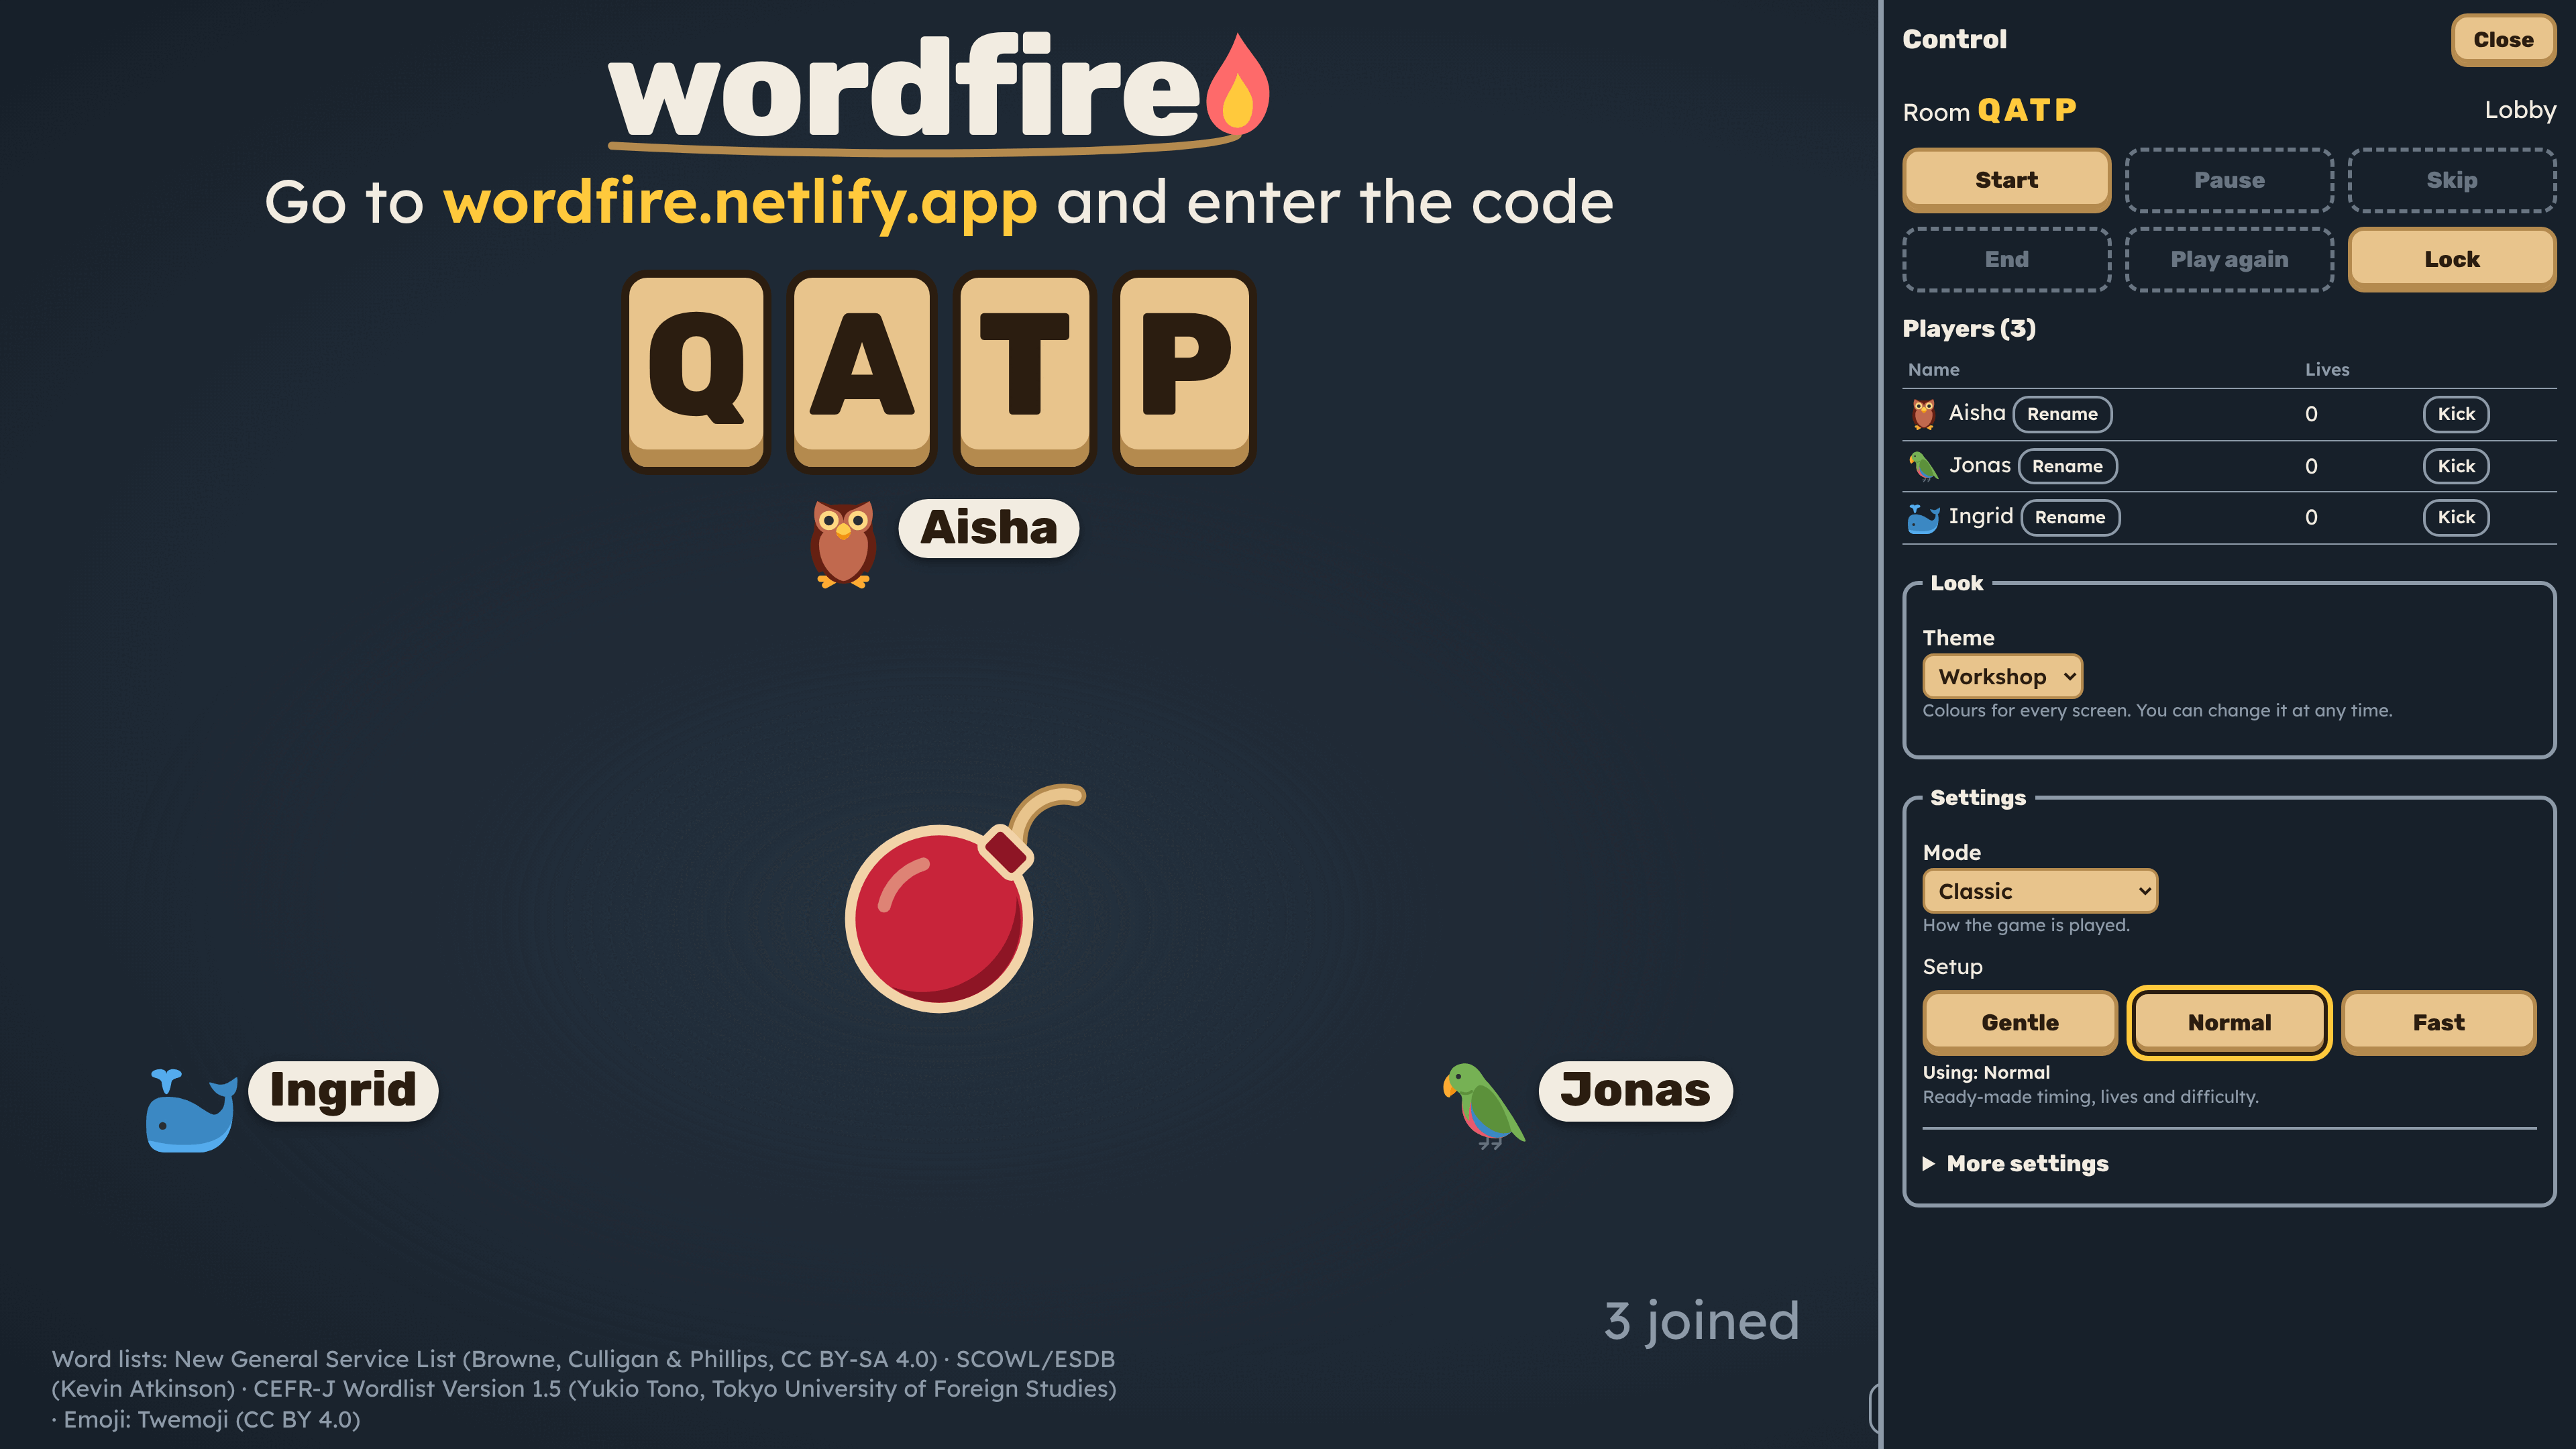 wordfire
Go to wordfire.netlify.app and enter the code
QATP
Aisha
Ingrid
Jonas
3 joined
Word lists: New General Service List (Browne, Culligan & Phillips, CC BY-SA 4.0) · SCOWL/ESDB
(Kevin Atkinson) · CEFR-J Wordlist Version 1.5 (Yukio Tono, Tokyo University of Foreign Studies)
· Emoji: Twemoji (CC BY 4.0)
Control
Close
Room QATP
Lobby
Start Pause Skip
End Play again Lock
Players (3)
Name Lives
Aisha Rename 0 Kick
Jonas Rename 0 Kick
Ingrid Rename 0 Kick
Look
Theme
Workshop
Colours for every screen. You can change it at any time.
Settings
Mode
Classic
How the game is played.
Setup
Gentle Normal Fast
Using: Normal
Ready-made timing, lives and difficulty.
More settings